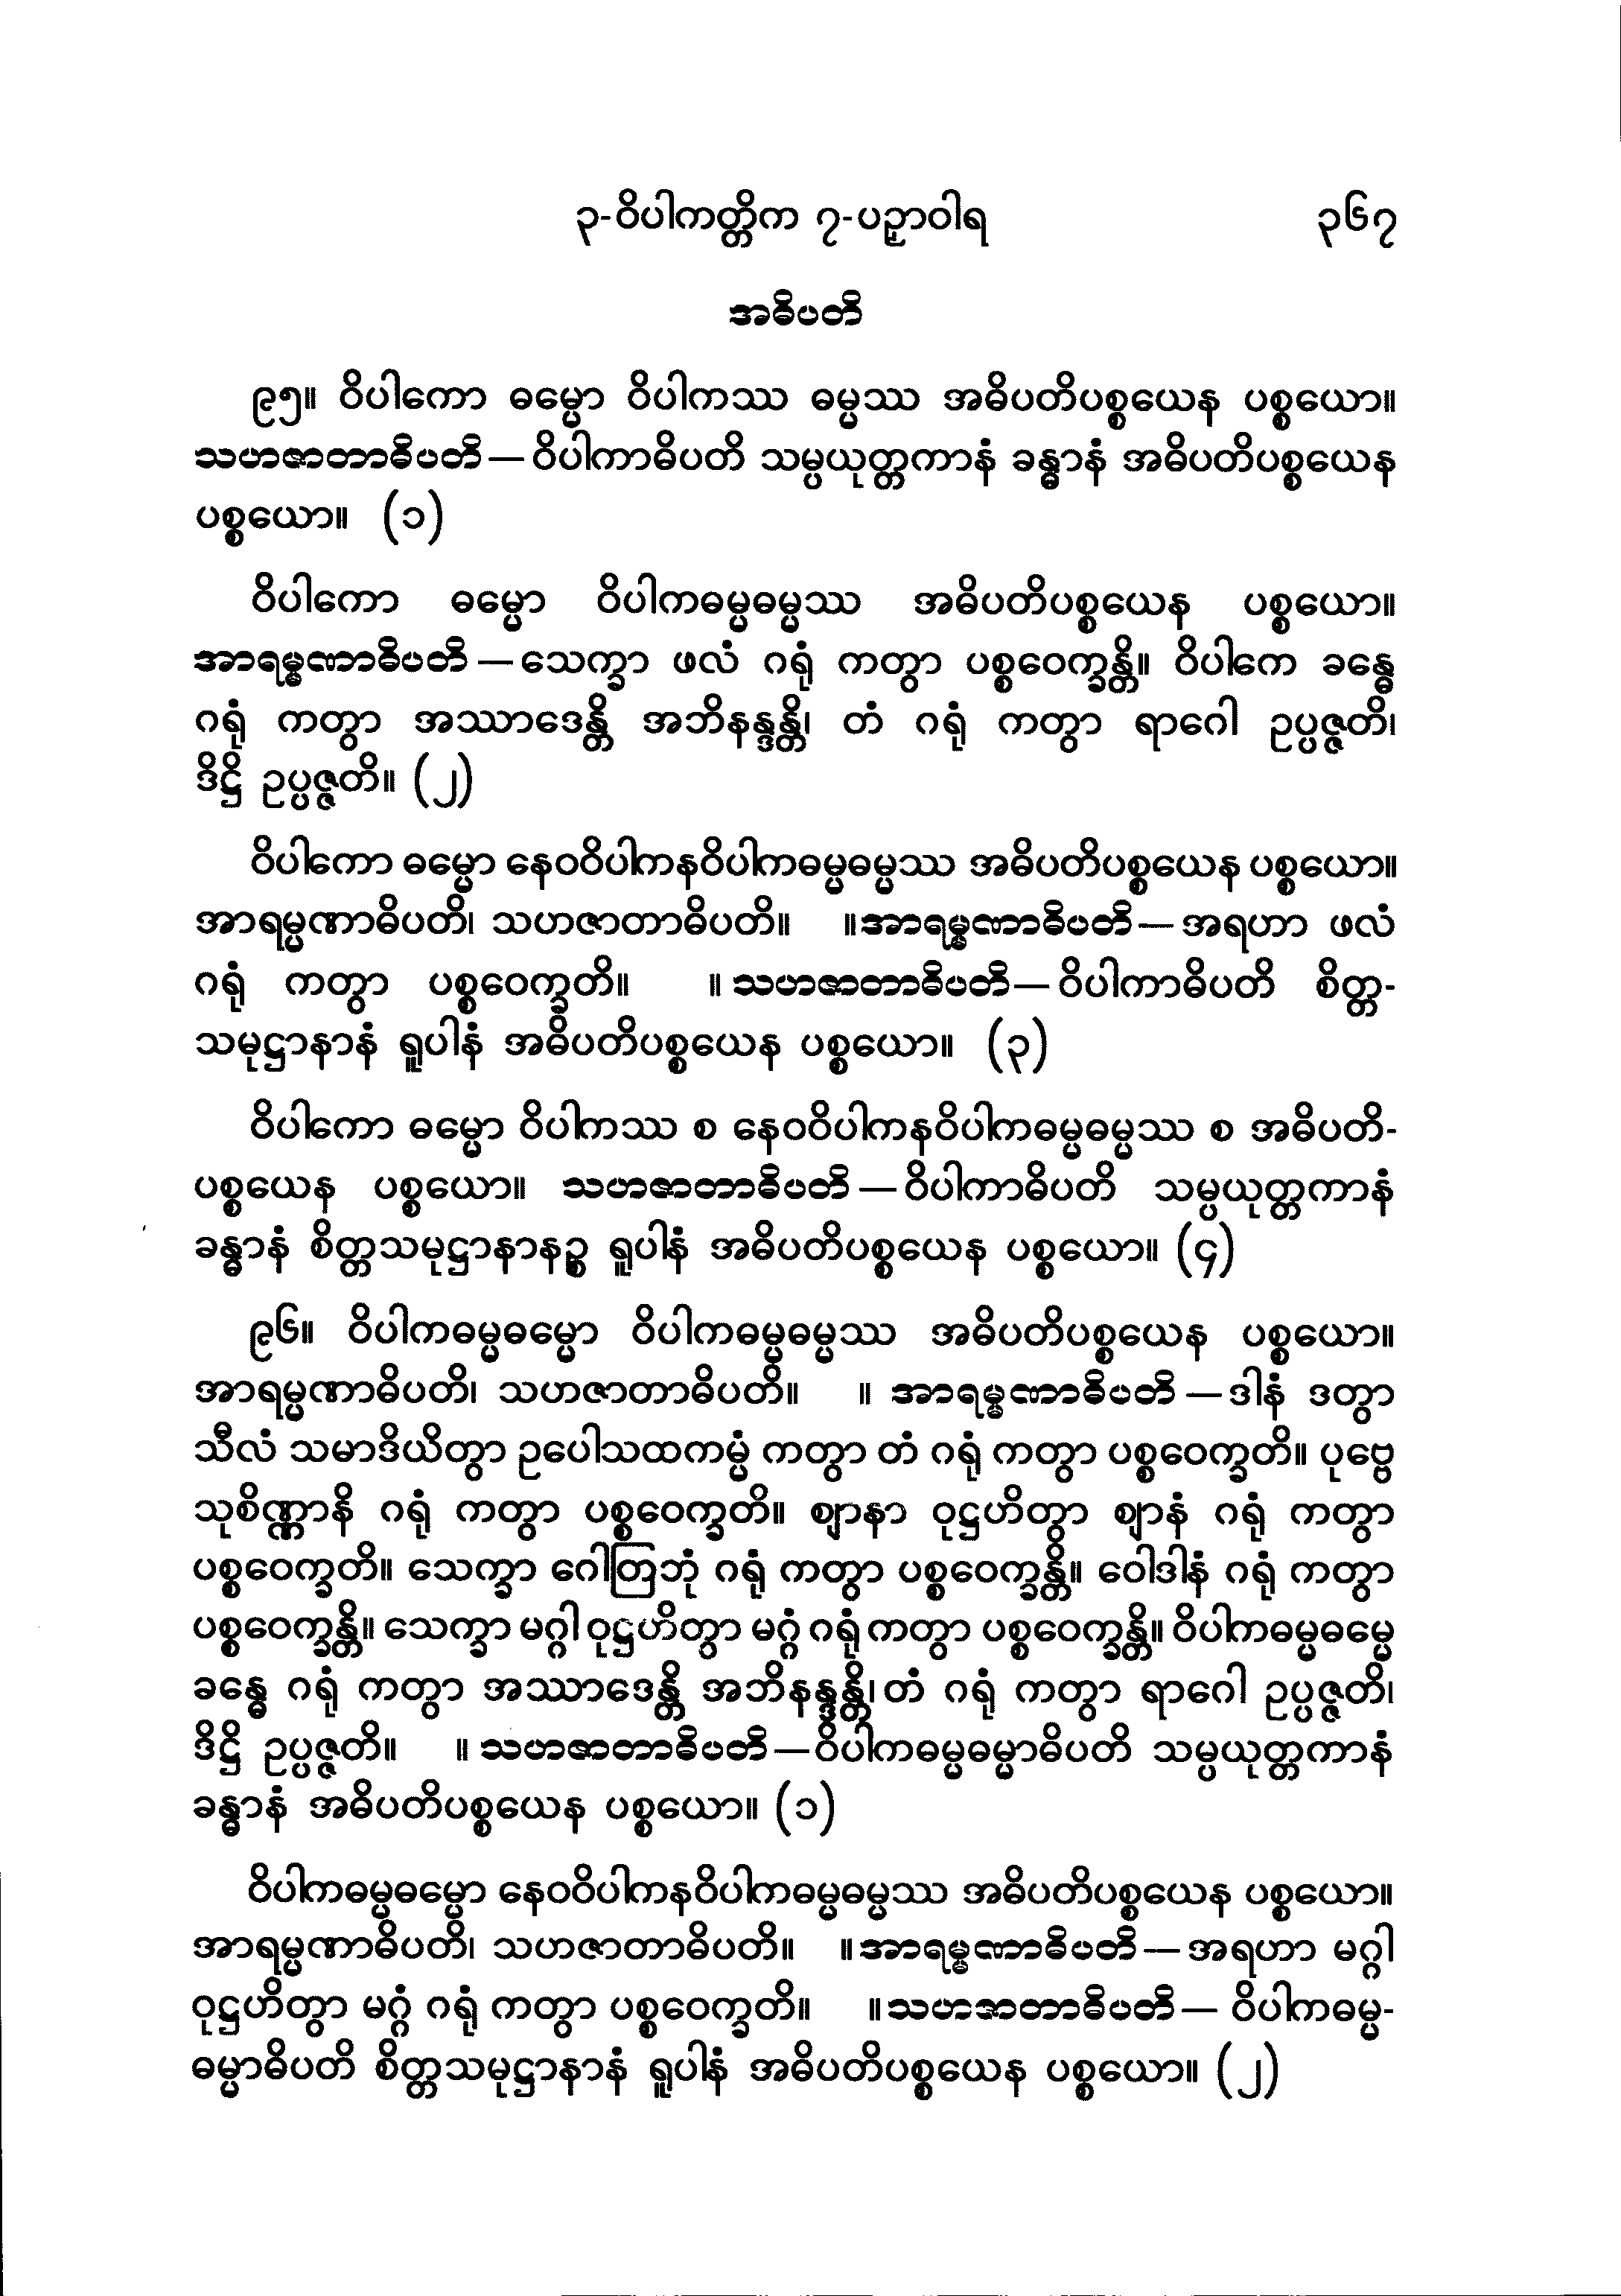 ၃-ဝိပါကတ္တိက ၇-ပဉှာဝါရ ၃၆၇
အဓိပတိ
၉၅။ ဝိပါကော ဓမ္မော ဝိပါကဿ ဓမ္မဿ အဓိပတိပစ္စယေန ပစ္စယော။
သဟဇာတာဓိပတိ — ဝိပါကာဓိပတိ သမ္ပယုတ္တကာနံ ခန္ဓာနံ အဓိပတိပစ္စယေန
ပစ္စယော။ (၁)
ဝိပါကော ဓမ္မော ဝိပါကဓမ္မဓမ္မဿ အဓိပတိပစ္စယေန ပစ္စယော။
အာရမ္မဏာဓိပတိ — သေက္ခာ ဖလံ ဂရုံ ကတွာ ပစ္စဝေက္ခန္တိ။ ဝိပါကေ ခန္ဓေ
ဂရုံ ကတွာ အဿာဒေန္တိ အဘိနန္ဒန္တိ၊ တံ ဂရုံ ကတွာ ရာဂေါ ဥပ္ပဇ္ဇတိ၊
ဒိဋ္ဌိ ဥပ္ပဇ္ဇတိ။ (၂)
ဝိပါကော ဓမ္မော နေဝဝိပါကနဝိပါကဓမ္မဓမ္မဿ အဓိပတိပစ္စယေန ပစ္စယော။
အာရမ္မဏာဓိပတိ၊ သဟဇာတာဓိပတိ။ ။အာရမ္မဏာဓိပတိ — အရဟာ ဖလံ
ဂရုံ ကတွာ ပစ္စဝေက္ခတိ။ ။ သဟဇာတာဓိပတိ — ဝိပါကာဓိပတိ စိတ္တ-
သမုဋ္ဌာနာနံ ရူပါနံ အဓိပတိပစ္စယေန ပစ္စယော။ (၃)
ဝိပါကော ဓမ္မော ဝိပါကဿ စ နေဝဝိပါကနဝိပါကဓမ္မဓမ္မဿ စ အဓိပတိ-
ပစ္စယေန ပစ္စယော။ သဟဇာတာဓိပတိ — ဝိပါကာဓိပတိ သမ္ပယုတ္တကာနံ
ခန္ဓာနံ စိတ္တသမုဋ္ဌာနာနဉ္စ ရူပါနံ အဓိပတိပစ္စယေန ပစ္စယော။ (၄)
၉၆။ ဝိပါကဓမ္မဓမ္မော ဝိပါကဓမ္မဓမ္မဿ အဓိပတိပစ္စယေန ပစ္စယော။
အာရမ္မဏာဓိပတိ၊ သဟဇာတာဓိပတိ။ ။ အာရမ္မဏာဓိပတိ — ဒါနံ ဒတွာ
သီလံ သမာဒိယိတွာ ဥပေါသထကမ္မံ ကတွာ တံ ဂရုံ ကတွာ ပစ္စဝေက္ခတိ။ ပုဗ္ဗေ
သုစိဏ္ဏာနိ ဂရုံ ကတွာ ပစ္စဝေက္ခတိ။ ဈာနာ ဝုဋ္ဌဟိတွာ ဈာနံ ဂရုံ ကတွာ
ပစ္စဝေက္ခတိ။ သေက္ခာ ဂေါတြဘုံ ဂရုံ ကတွာ ပစ္စဝေက္ခန္တိ။ ဝေါဒါနံ ဂရုံ ကတွာ
ပစ္စဝေက္ခန္တိ။ သေက္ခာ မဂ္ဂါ ဝုဋ္ဌဟိတွာ မဂ္ဂံ ဂရုံ ကတွာ ပစ္စဝေက္ခန္တိ။ ဝိပါကဓမ္မဓမ္မေ
ခန္ဓေ ဂရုံ ကတွာ အဿာဒေန္တိ အဘိနန္ဒန္တိ၊ တံ ဂရုံ ကတွာ ရာဂေါ ဥပ္ပဇ္ဇတိ၊
ဒိဋ္ဌိ ဥပ္ပဇ္ဇတိ။ ။ သဟဇာတာဓိပတိ — ဝိပါကဓမ္မဓမ္မာဓိပတိ သမ္ပယုတ္တကာနံ
ခန္ဓာနံ အဓိပတိပစ္စယေန ပစ္စယော။ (၁)
ဝိပါကဓမ္မဓမ္မော နေဝဝိပါကနဝိပါကဓမ္မဓမ္မဿ အဓိပတိပစ္စယေန ပစ္စယော။
အာရမ္မဏာဓိပတိ၊ သဟဇာတာဓိပတိ။ ။အာရမ္မဏာဓိပတိ — အရဟာ မဂ္ဂါ
ဝုဋ္ဌဟိတွာ မဂ္ဂံ ဂရုံ ကတွာ ပစ္စဝေက္ခတိ။ ။သဟဇာတာဓိပတိ — ဝိပါကဓမ္မ-
ဓမ္မာဓိပတိ စိတ္တသမုဋ္ဌာနာနံ ရူပါနံ အဓိပတိပစ္စယေန ပစ္စယော။ (၂)